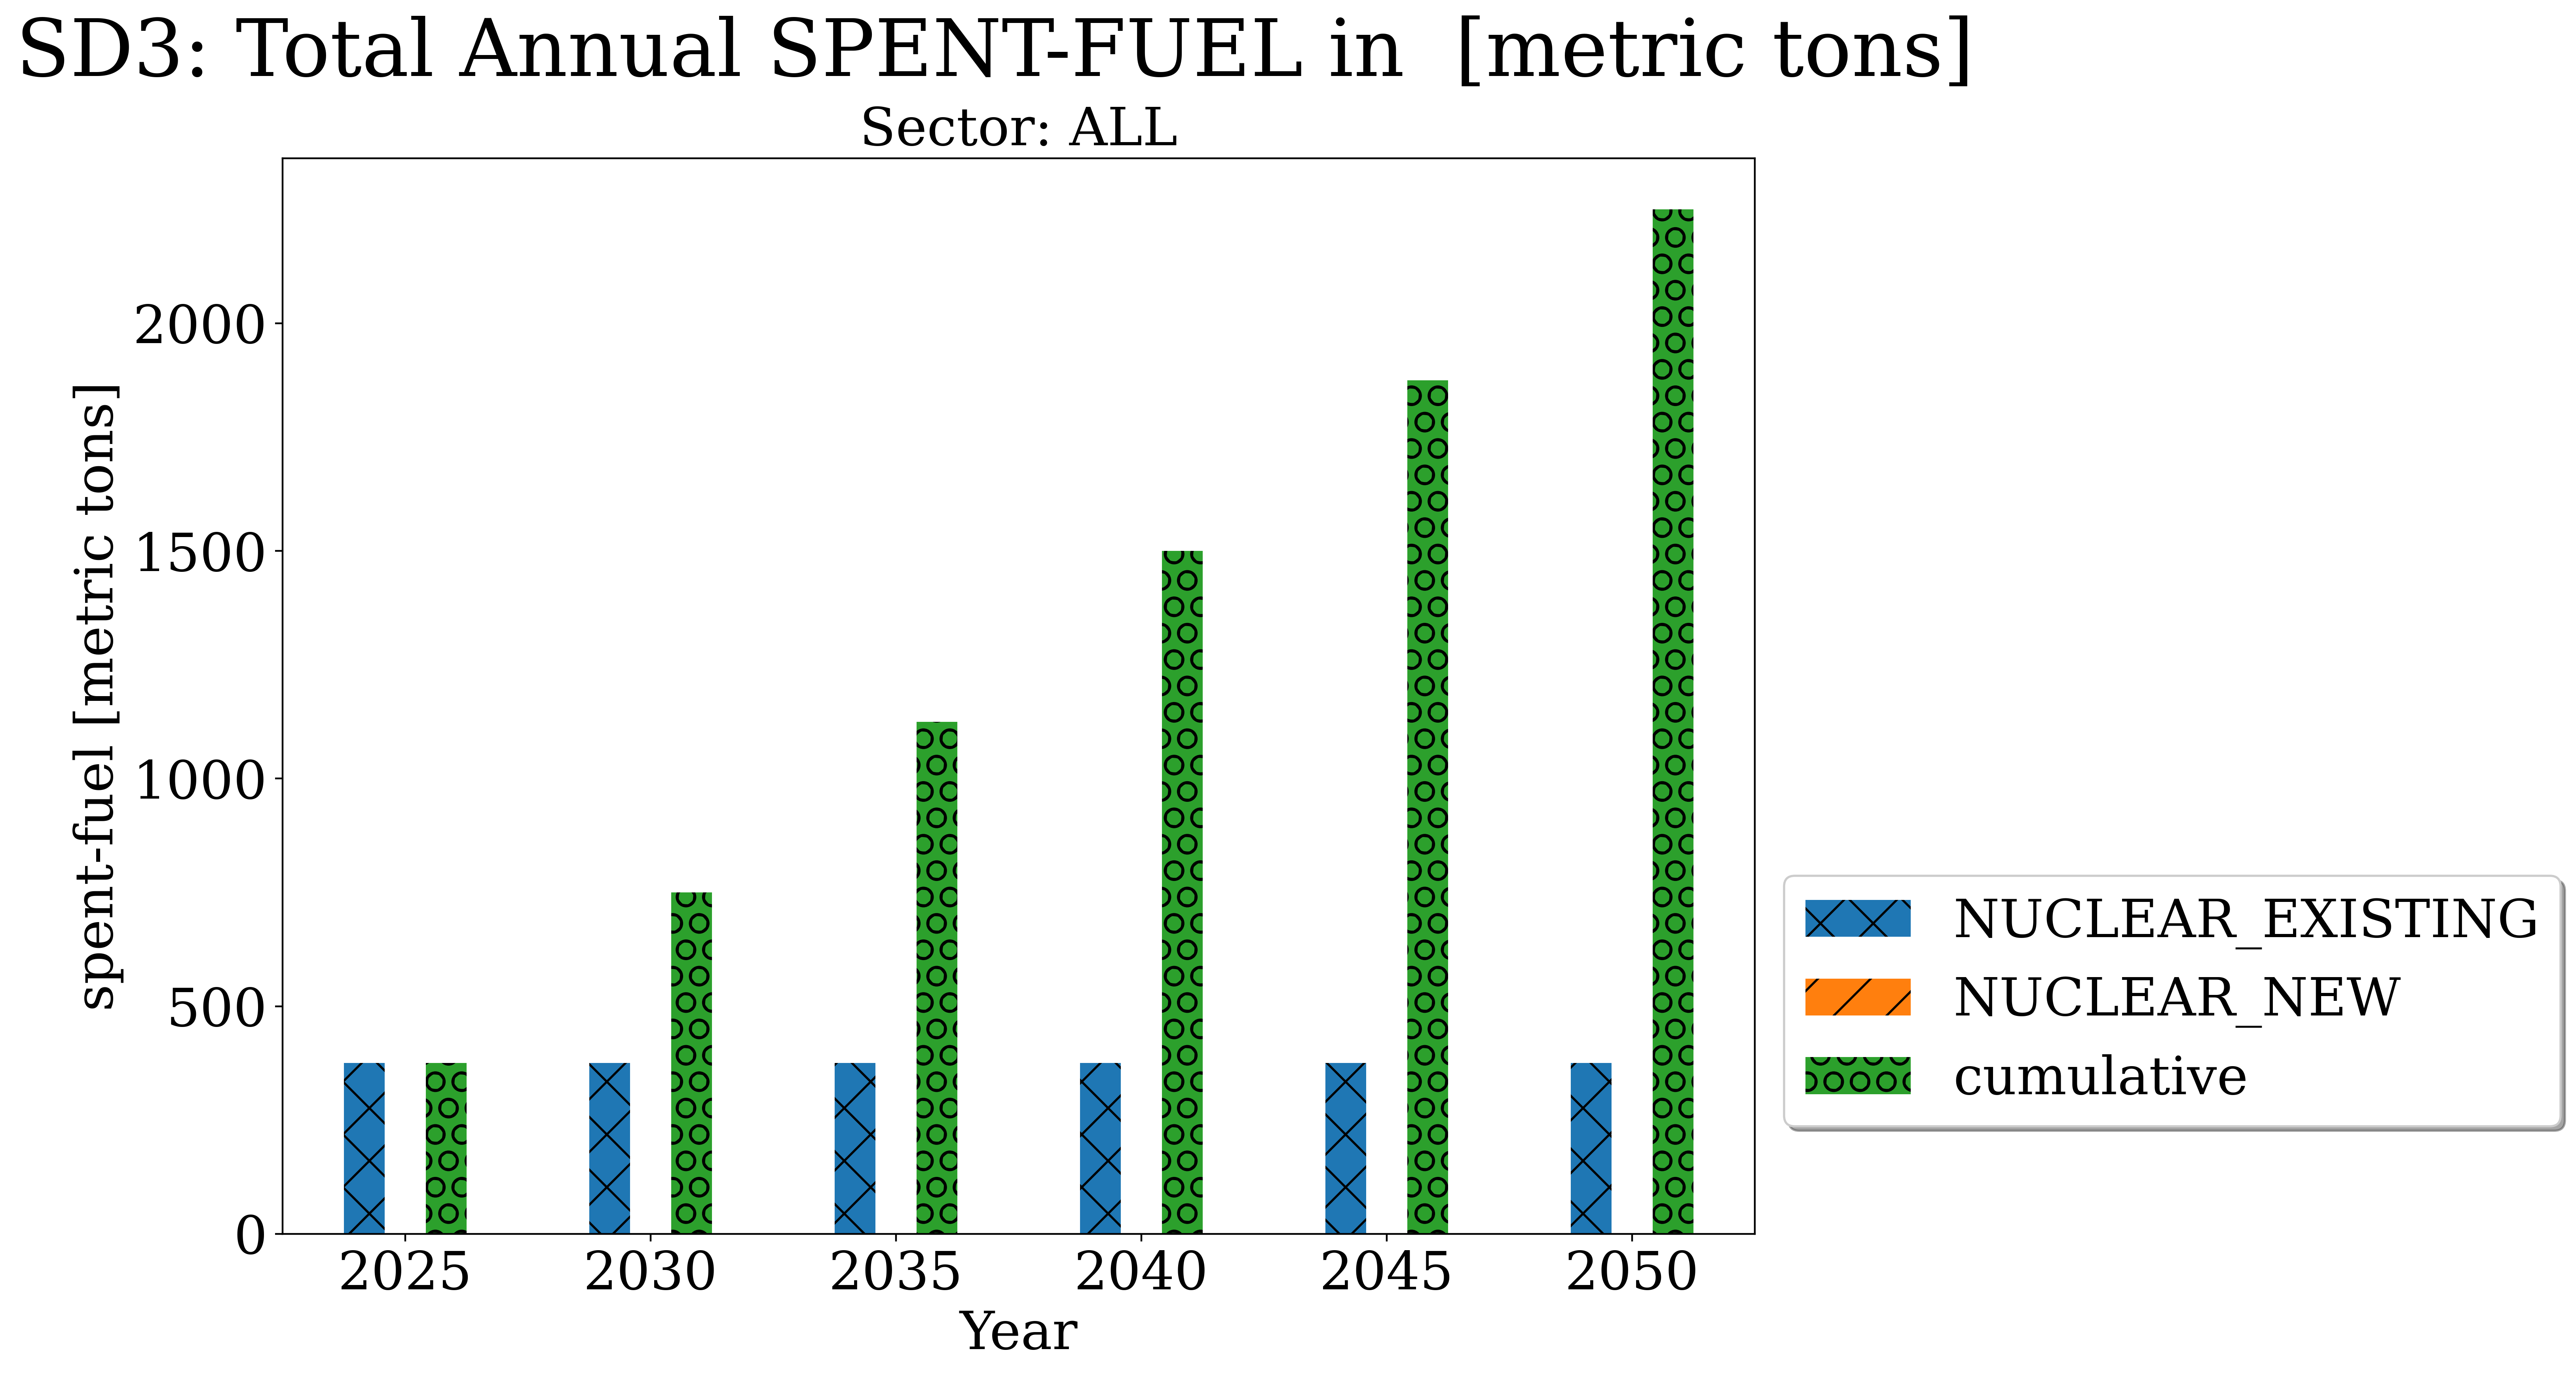 SD3: Total Annual SPENT-FUEL in  [metric tons]
Sector: ALL
spent-fuel [metric tons]
2000
1500
1000
500
0
2025 2030 2035 2040 2045 2050
Year
NUCLEAR_EXISTING
NUCLEAR_NEW
cumulative